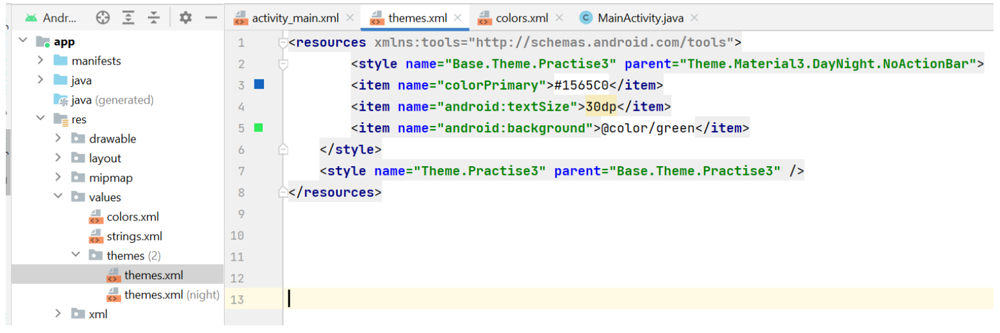 Andr...
app
manifests
java
java (generated)
res
drawable
layout
mipmap
values
colors.xml
strings.xml
themes (2)
themes.xml
themes.xml (night)
xml
activity_main.xml
themes.xml
colors.xml
C MainActivity.java
1 <resources xmlns:tools="http://schemas.android.com/tools">
2 <style name="Base.Theme.Practise3" parent="Theme.Material3.DayNight.NoActionBar">
3 <item name="colorPrimary">#1565C0</item>
4 <item name="android:textSize">30dp</item>
5 <item name="android:background">@color/green</item>
6 </style>
7 <style name="Theme.Practise3" parent="Base.Theme.Practise3" />
8 </resources>
9
10
11
12
13